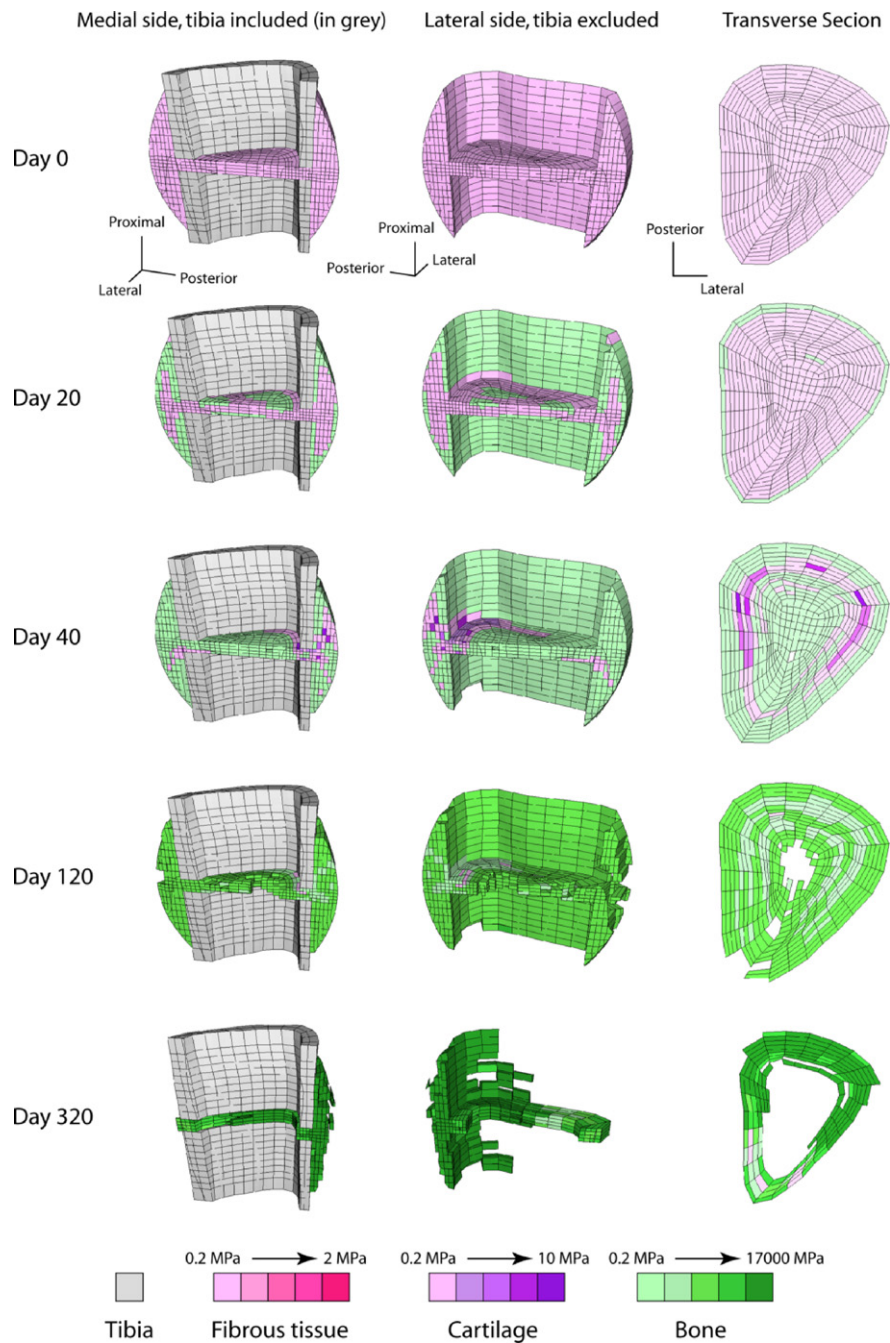 Medial side, tibia included (in grey) Lateral side, tibia excluded Transverse Secion
Day 0
Proximal
Posterior
Lateral
Proximal
Posterior
Lateral
Posterior
Lateral
Day 20
Day 40
Day 120
Day 320
0.2 MPa 2 MPa 0.2 MPa 10 MPa 0.2 MPa 17000 MPa
Tibia Fibrous tissue Cartilage Bone